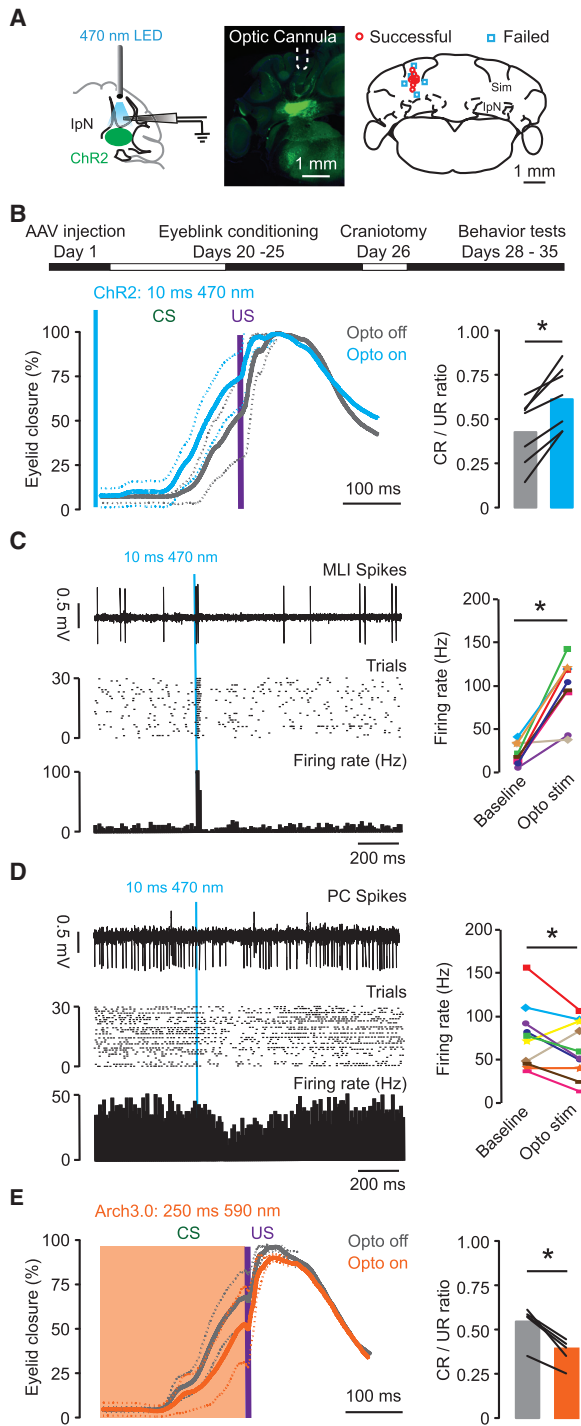 A
470 nm LED
IpN
ChR2
Optic Cannula
1 mm
Successful
Failed
Sim
IpN
1 mm
B
AAV injection
Day 1
Eyeblink conditioning
Days 20 -25
Craniotomy
Day 26
Behavior tests
Days 28 - 35
ChR2: 10 ms 470 nm
CS
US
Opto off
Opto on
Eyelid closure (%)
100
75
50
25
0
100 ms
*
CR / UR ratio
1.00
0.75
0.50
0.25
0
C
10 ms 470 nm
MLI Spikes
0.5 mV
Trials
30
0
Firing rate (Hz)
100
0
200 ms
*
Firing rate (Hz)
200
150
100
50
0
Baseline
Opto stim
D
10 ms 470 nm
PC Spikes
0.5 mV
Trials
30
0
Firing rate (Hz)
50
0
200 ms
*
Firing rate (Hz)
200
150
100
50
0
Baseline
Opto stim
E
Arch3.0: 250 ms 590 nm
CS
US
Opto off
Opto on
Eyelid closure (%)
100
75
50
25
0
100 ms
*
CR / UR ratio
1.00
0.50
0